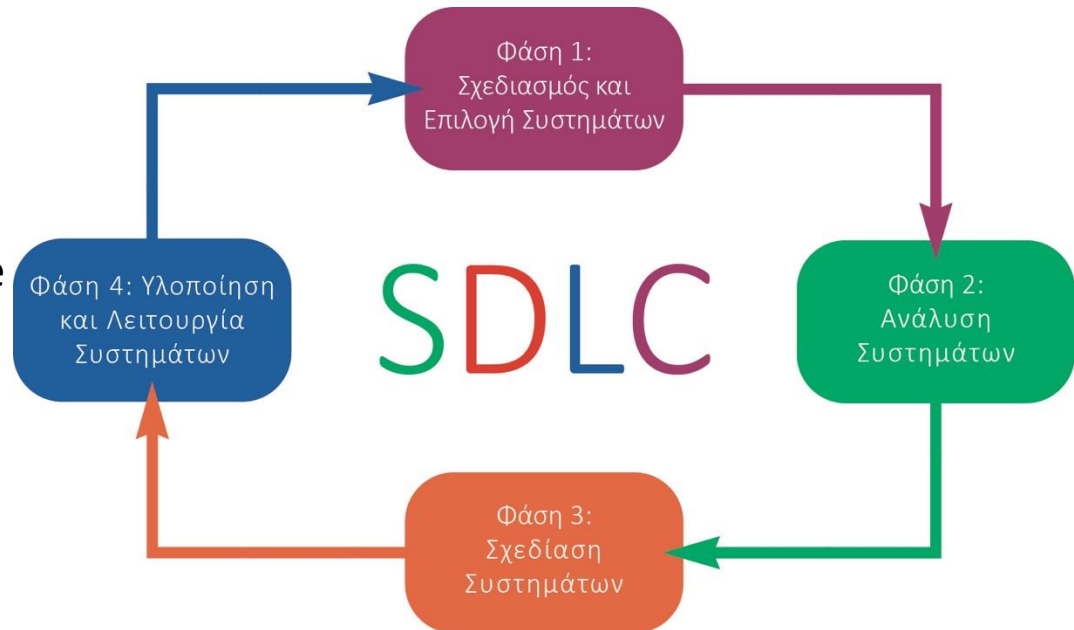 Φάση 1:
Σχεδιασμός και
Επιλογή Συστημάτων
e
Φάση 4: Υλοποίηση
και Λειτουργία
Συστημάτων
SDLC
Φάση 2:
Ανάλυση
Συστημάτων
Φάση 3:
Σχεδίαση
Συστημάτων